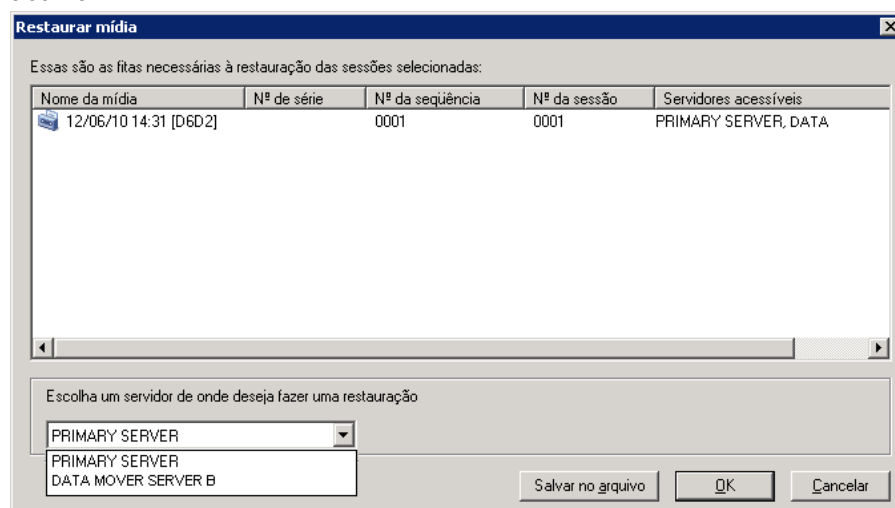 Restaurar mídia
Essas são as fitas necessárias à restauração das sessões selecionadas:
Nome da mídia Nº de série Nº da seqüência Nº da sessão Servidores acessíveis
12/06/10 14:31 [D6D2] 0001 0001 PRIMARY SERVER, DATA
Escolha um servidor de onde deseja fazer uma restauração
PRIMARY SERVER
PRIMARY SERVER
DATA MOVER SERVER B
Salvar no arquivo OK Cancelar